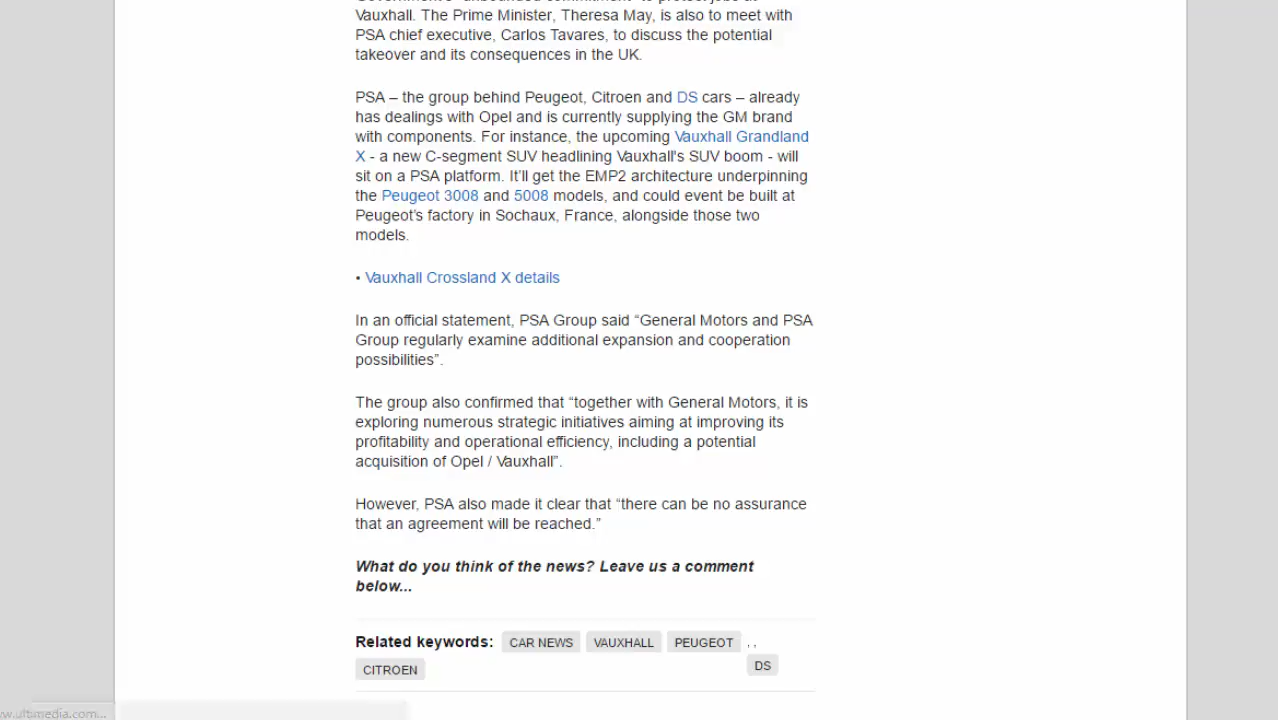 Vauxhall. The Prime Minister, Theresa May, is also to meet with
PSA chief executive, Carlos Tavares, to discuss the potential
takeover and its consequences in the UK.
PSA – the group behind Peugeot, Citroen and DS cars – already
has dealings with Opel and is currently supplying the GM brand
with components. For instance, the upcoming Vauxhall Grandland
X - a new C-segment SUV headlining Vauxhall's SUV boom - will
sit on a PSA platform. It’ll get the EMP2 architecture underpinning
the Peugeot 3008 and 5008 models, and could event be built at
Peugeot’s factory in Sochaux, France, alongside those two
models.
• Vauxhall Crossland X details
In an official statement, PSA Group said “General Motors and PSA
Group regularly examine additional expansion and cooperation
possibilities”.
The group also confirmed that “together with General Motors, it is
exploring numerous strategic initiatives aiming at improving its
profitability and operational efficiency, including a potential
acquisition of Opel / Vauxhall”.
However, PSA also made it clear that “there can be no assurance
that an agreement will be reached.”
What do you think of the news? Leave us a comment
below...
Related keywords: CAR NEWS VAUXHALL PEUGEOT , ,
CITROEN DS
ww.ultimedia.com...